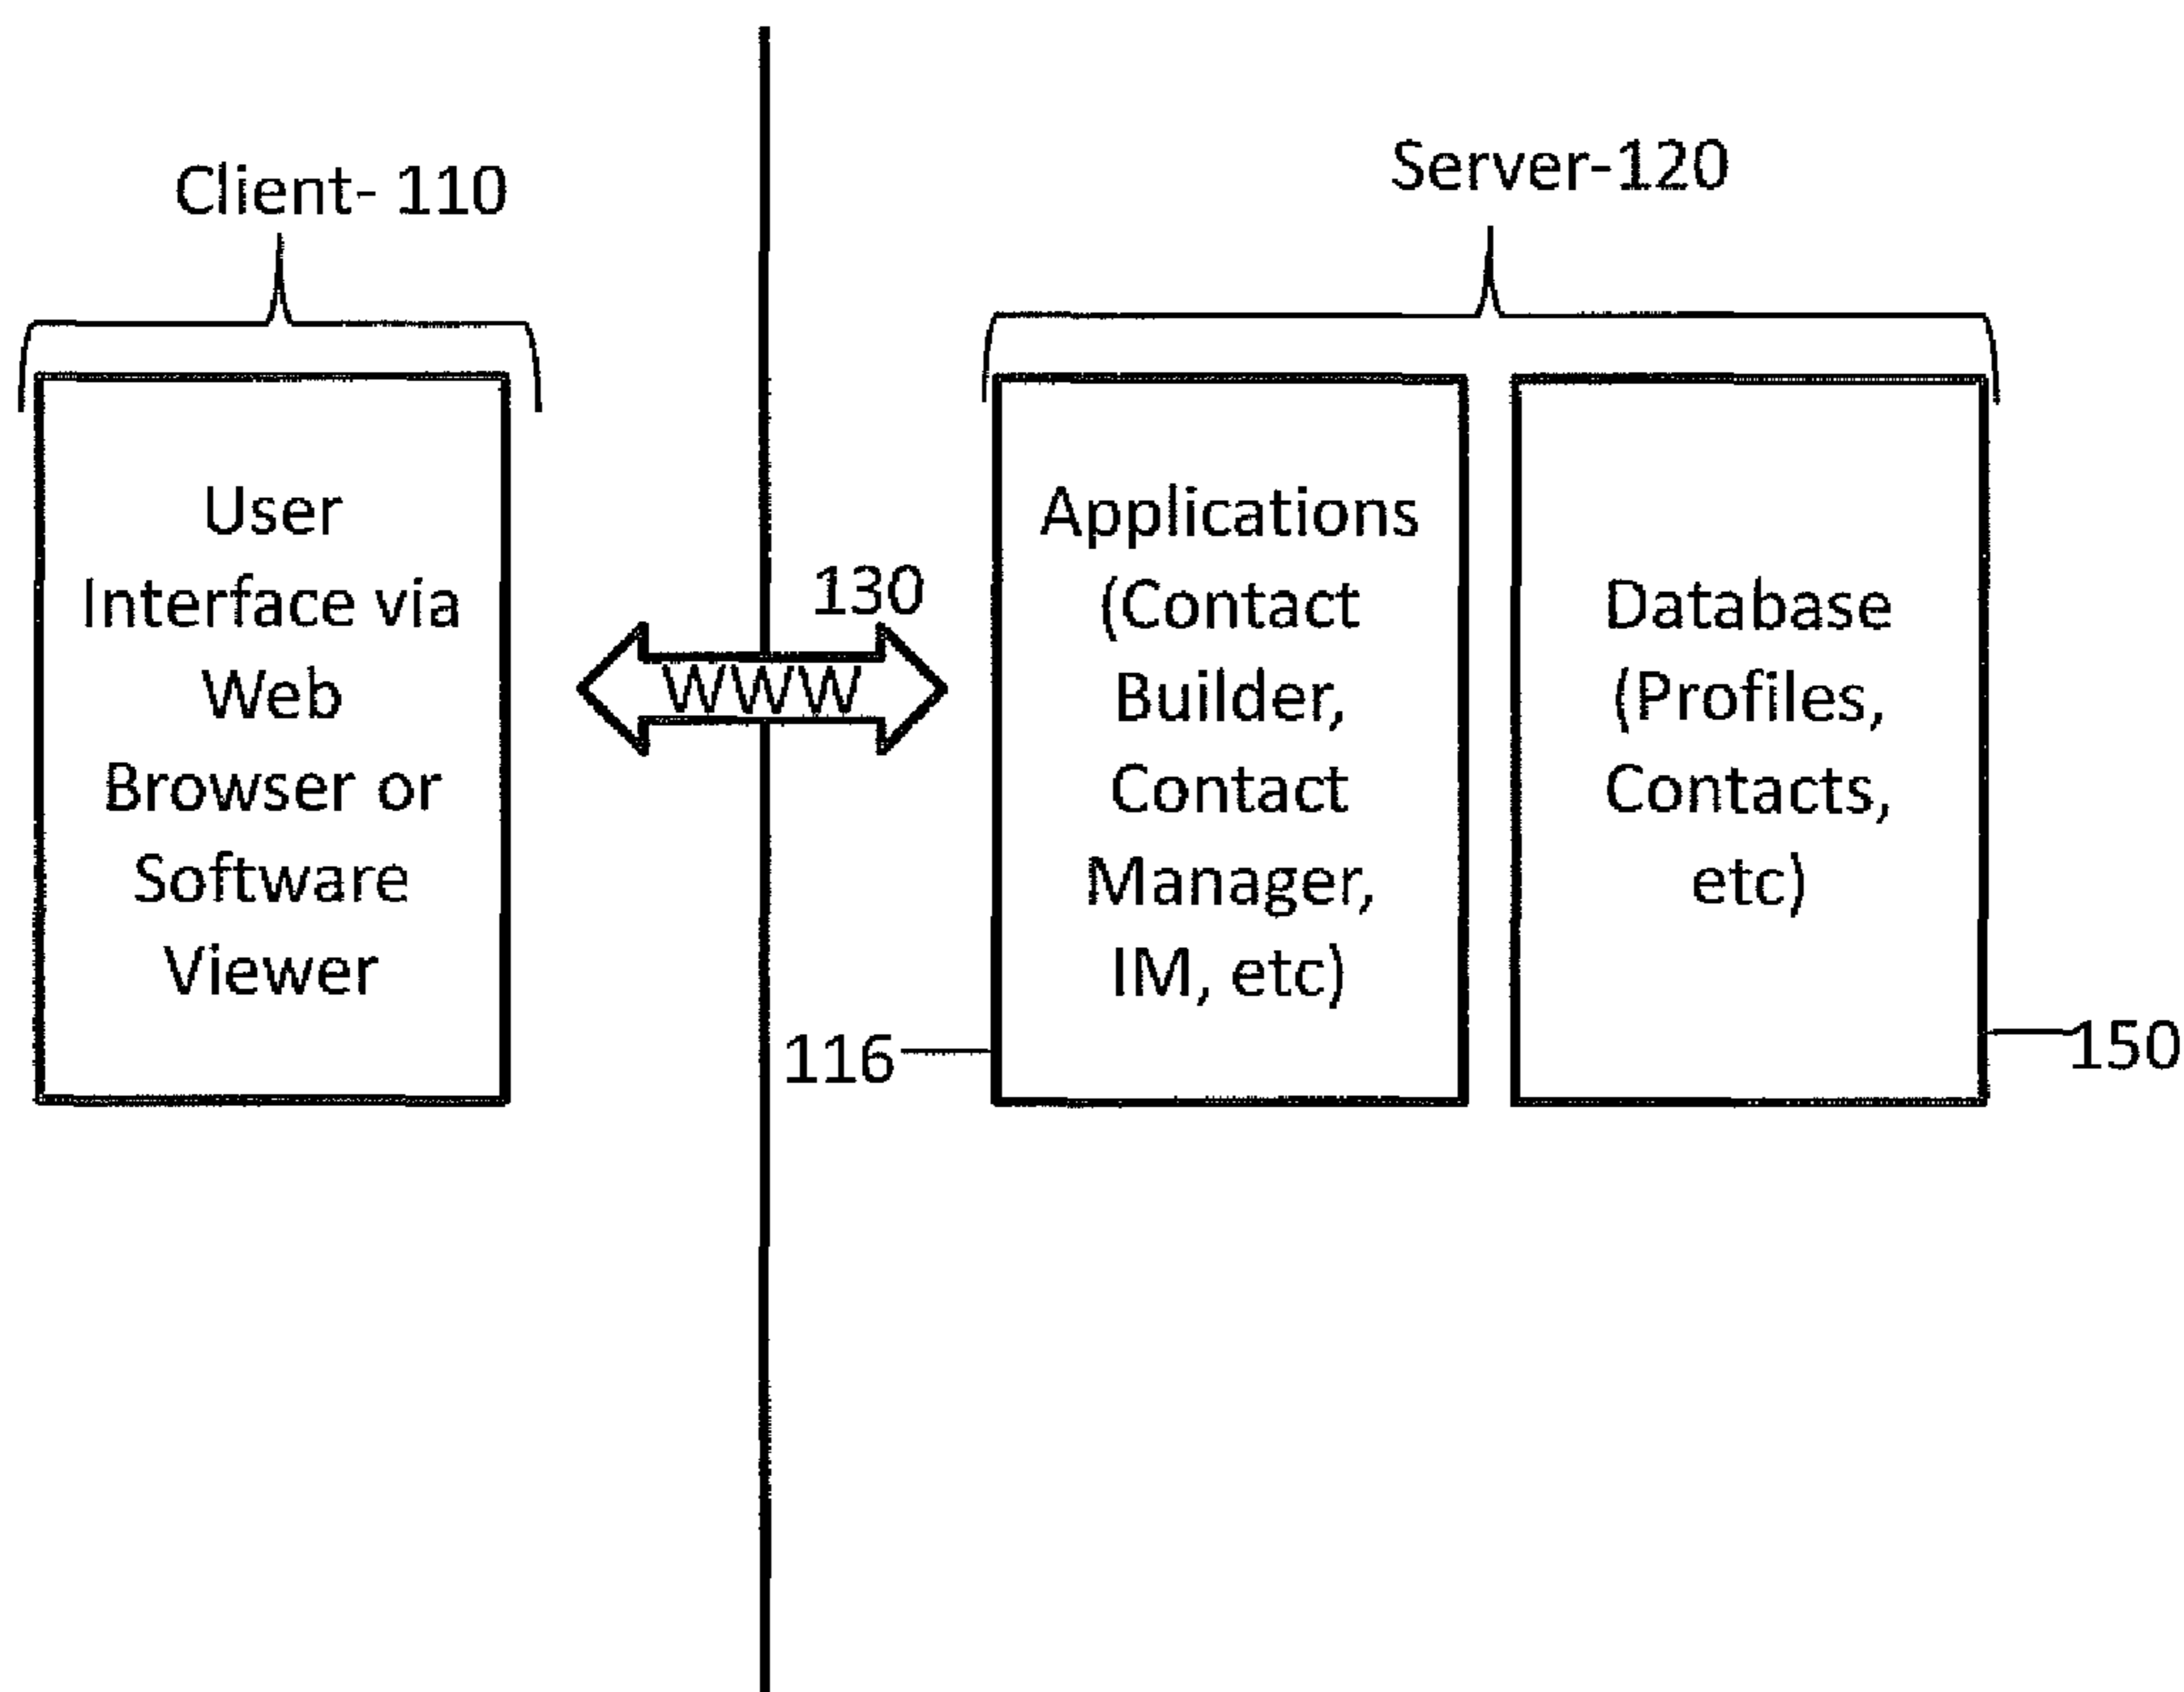 Client- 110
Server-120
User
Interface via
Web
Browser or
Software
Viewer
130
WWW
Applications
(Contact
Builder,
Contact
Manager,
IM, etc)
116
Database
(Profiles,
Contacts,
etc)
150